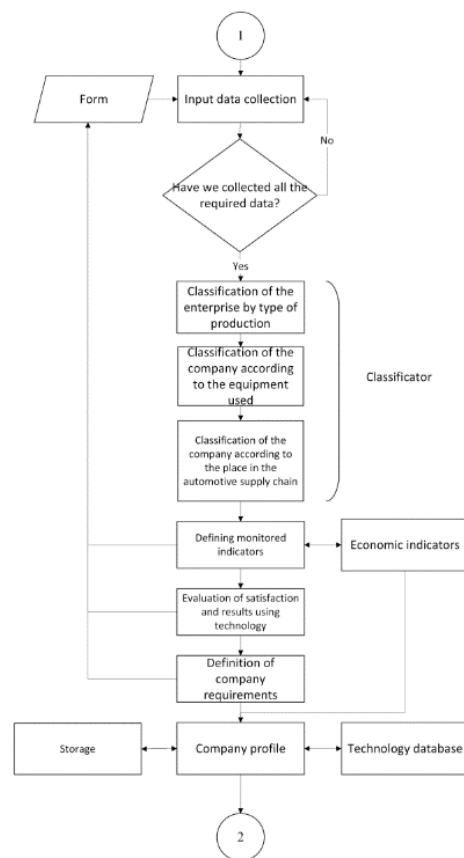 1
Form
Input data collection
No
Have we collected all the
required data?
Yes
Classification of the
enterprise by type of
production
Classification of the
company according
to the equipment
used
Classificator
Classification of the
company according to
the place in the
automotive supply chain
Defining monitored
indicators
Economic indicators
Evaluation of satisfaction
and results using
technology
Definition of
company
requirements
Storage
Company profile
Technology database
2